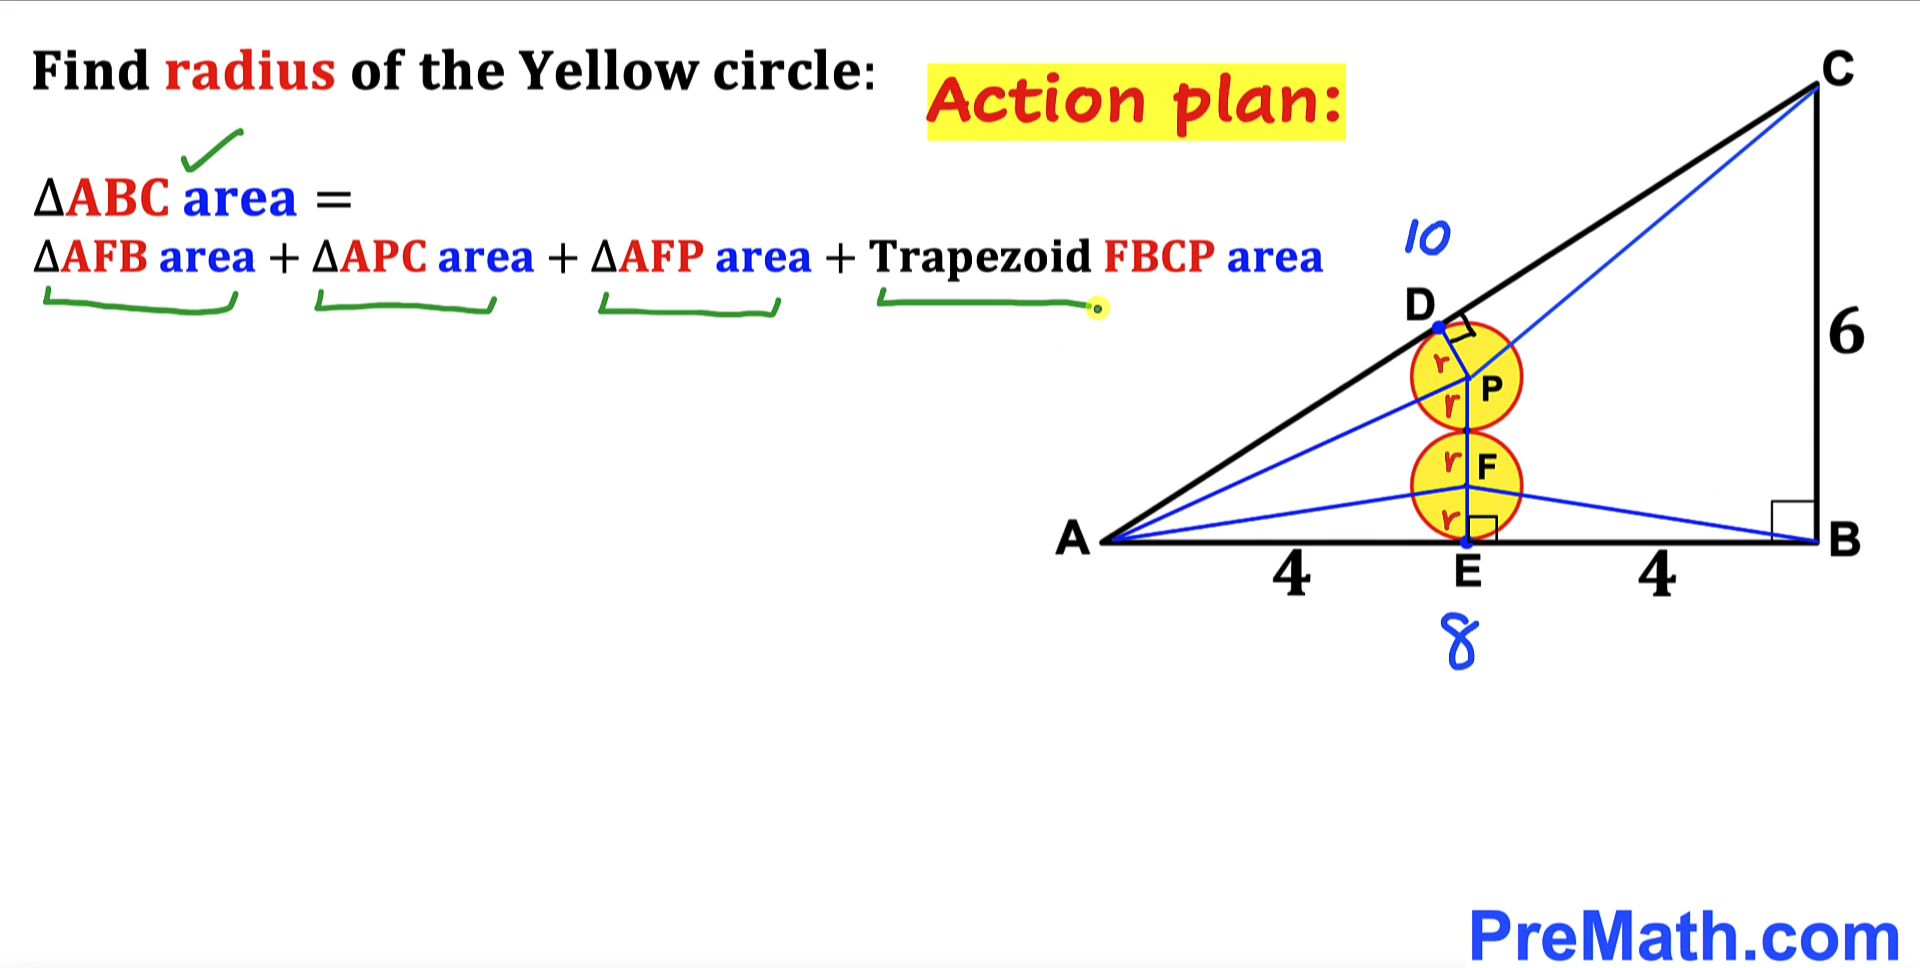 Find radius of the Yellow circle:
Action plan:
ΔABC area =
ΔAFB area + ΔAPC area + ΔAFP area + Trapezoid FBCP area
C
10
D
6
r
P
r
r
F
r
A
B
4
E
4
8
PreMath.com